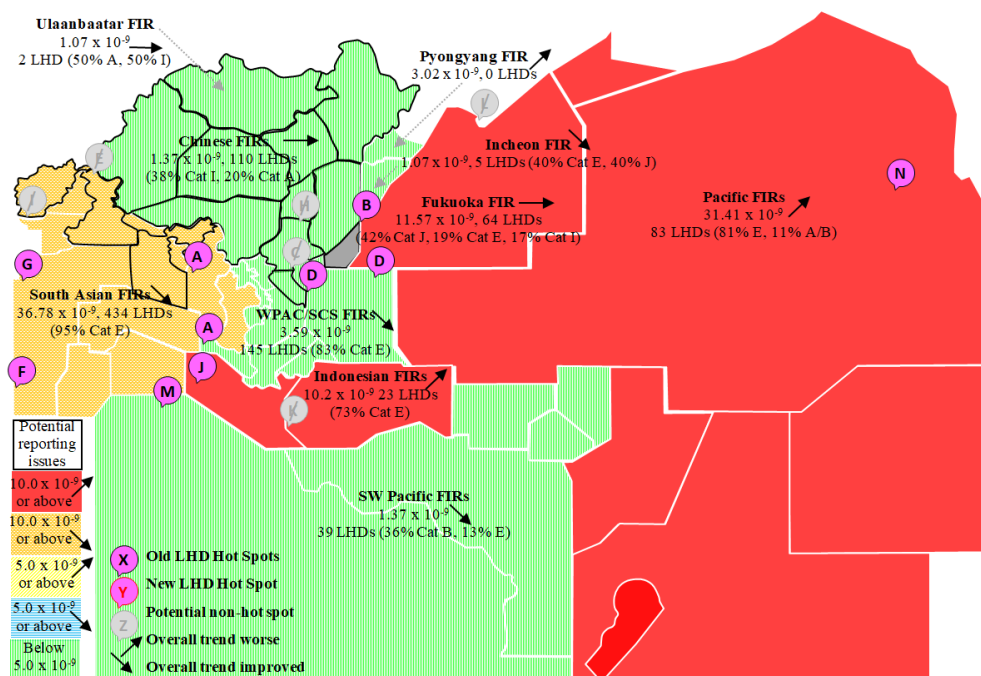 Ulaanbaatar FIR
1.07 x 10-9
2 LHD (50% A, 50% I)
Pyongyang FIR
3.02 x 10-9, 0 LHDs
L
Chinese FIRs
1.37 x 10-9, 110 LHDs
(38% Cat I, 20% Cat A)
Incheon FIR
1.07 x 10-9, 5 LHDs (40% Cat E, 40% J)
E
I
H
B
N
Fukuoka FIR
11.57 x 10-9, 64 LHDs
(42% Cat J, 19% Cat E, 17% Cat I)
Pacific FIRs
31.41 x 10-9
83 LHDs (81% E, 11% A/B)
G
A
C
D
D
South Asian FIRs
36.78 x 10-9, 434 LHDs
(95% Cat E)
A
WPAC/SCS FIRs
3.59 x 10-9
145 LHDs (83% Cat E)
F
J
M
Indonesian FIRs
10.2 x 10-9 23 LHDs
(73% Cat E)
K
SW Pacific FIRs
1.37 x 10-9
39 LHDs (36% Cat B, 13% E)
Potential
reporting
issues
10.0 x 10-9
or above
10.0 x 10-9
or above
5.0 x 10-9
or above
5.0 x 10-9
or above
Below
5.0 x 10-9
X Old LHD Hot Spots
Y New LHD Hot Spot
Z Potential non-hot spot
Overall trend worse
Overall trend improved